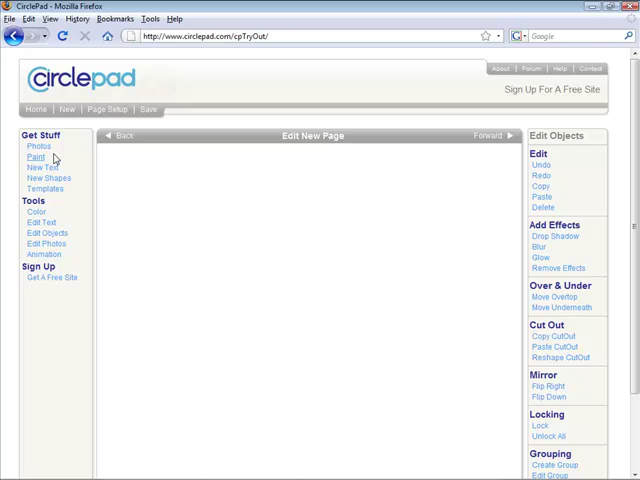 CirclePad - Mozilla Firefox
File Edit View History Bookmarks Tools Help
http://www.circlepad.com/cpTryOut/
Google
circlepad
About Forum Help Contact
Sign Up For A Free Site
Home New Page Setup Save
Get Stuff
Photos
Paint
New Text
New Shapes
Templates
Tools
Color
Edit Text
Edit Objects
Edit Photos
Animation
Sign Up
Get A Free Site
Back Edit New Page Forward
Edit Objects
Edit
Undo
Redo
Copy
Paste
Delete
Add Effects
Drop Shadow
Blur
Glow
Remove Effects
Over & Under
Move Overtop
Move Underneath
Cut Out
Copy CutOut
Paste CutOut
Reshape CutOut
Mirror
Flip Right
Flip Down
Locking
Lock
Unlock All
Grouping
Create Group
Edit Group